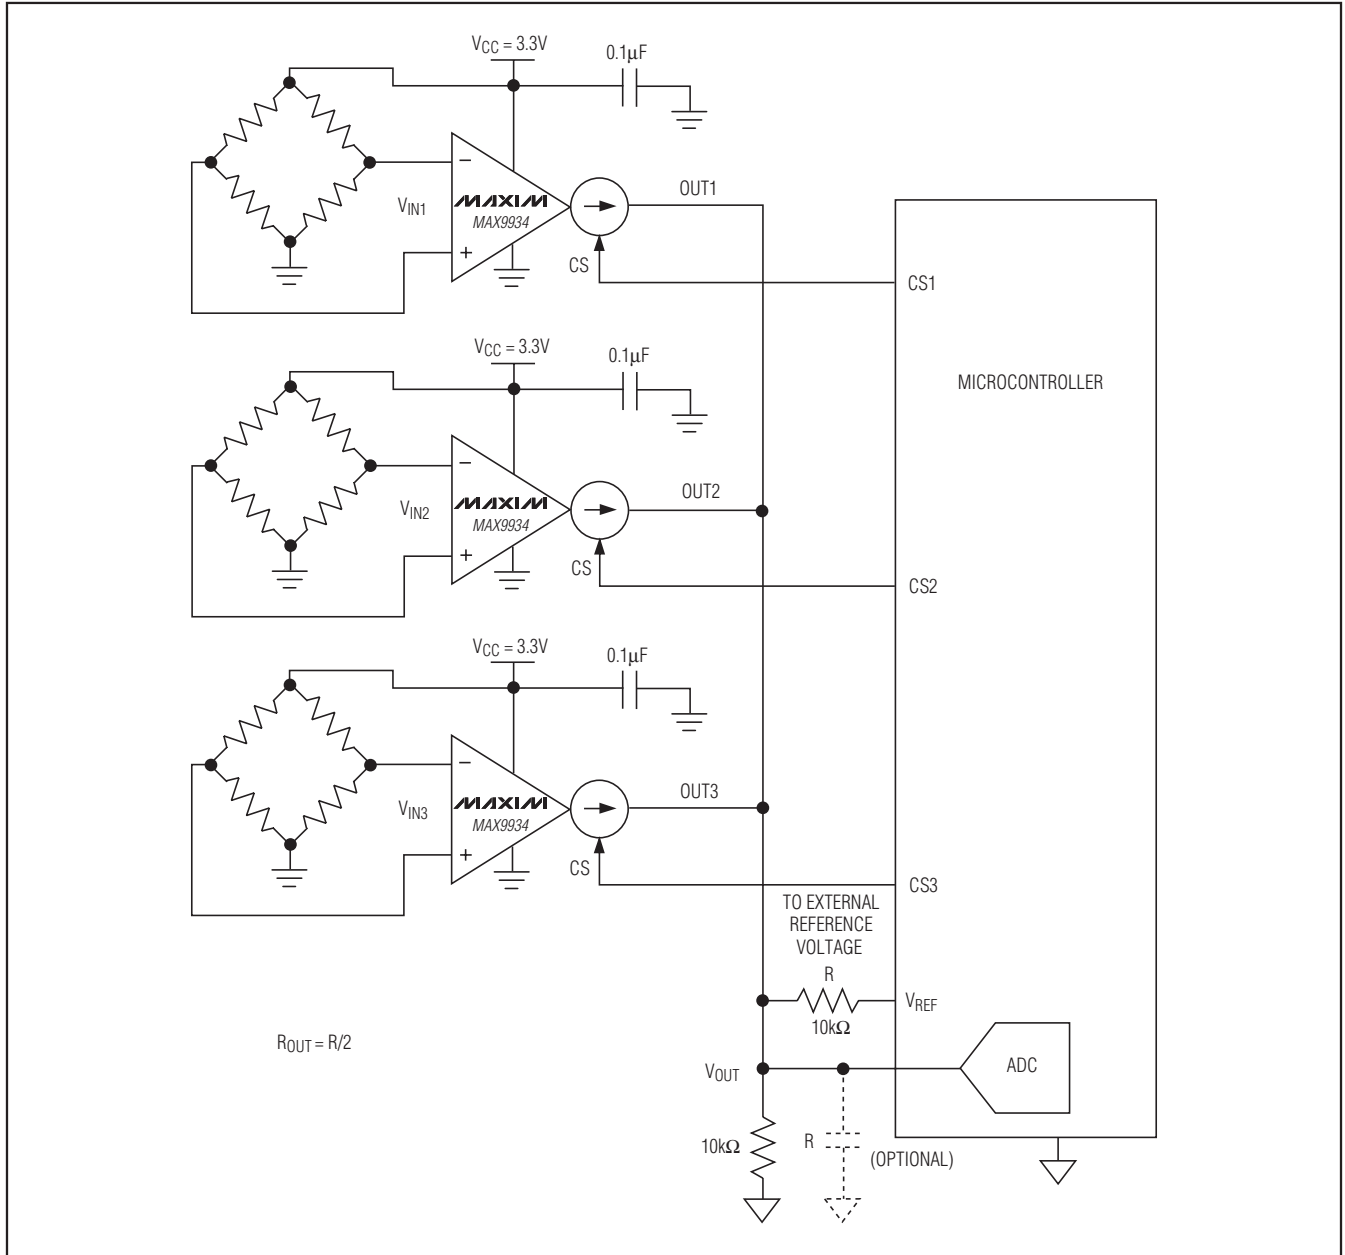 VCC = 3.3V
0.1µF
−
VIN1
MAXIM
MAX9934
+
CS
OUT1
CS1
VCC = 3.3V
0.1µF
−
VIN2
MAXIM
MAX9934
+
CS
OUT2
CS2
MICROCONTROLLER
VCC = 3.3V
0.1µF
−
VIN3
MAXIM
MAX9934
+
CS
OUT3
CS3
TO EXTERNAL
REFERENCE
VOLTAGE
R
10kΩ
VREF
ROUT = R/2
VOUT
ADC
10kΩ
R
(OPTIONAL)